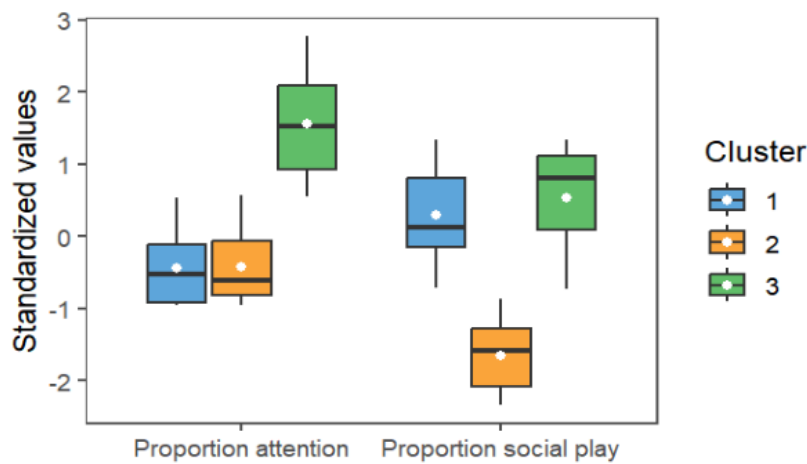 3
2
1
0
-1
-2
Standardized values
Proportion attention
Proportion social play
Cluster
1
2
3